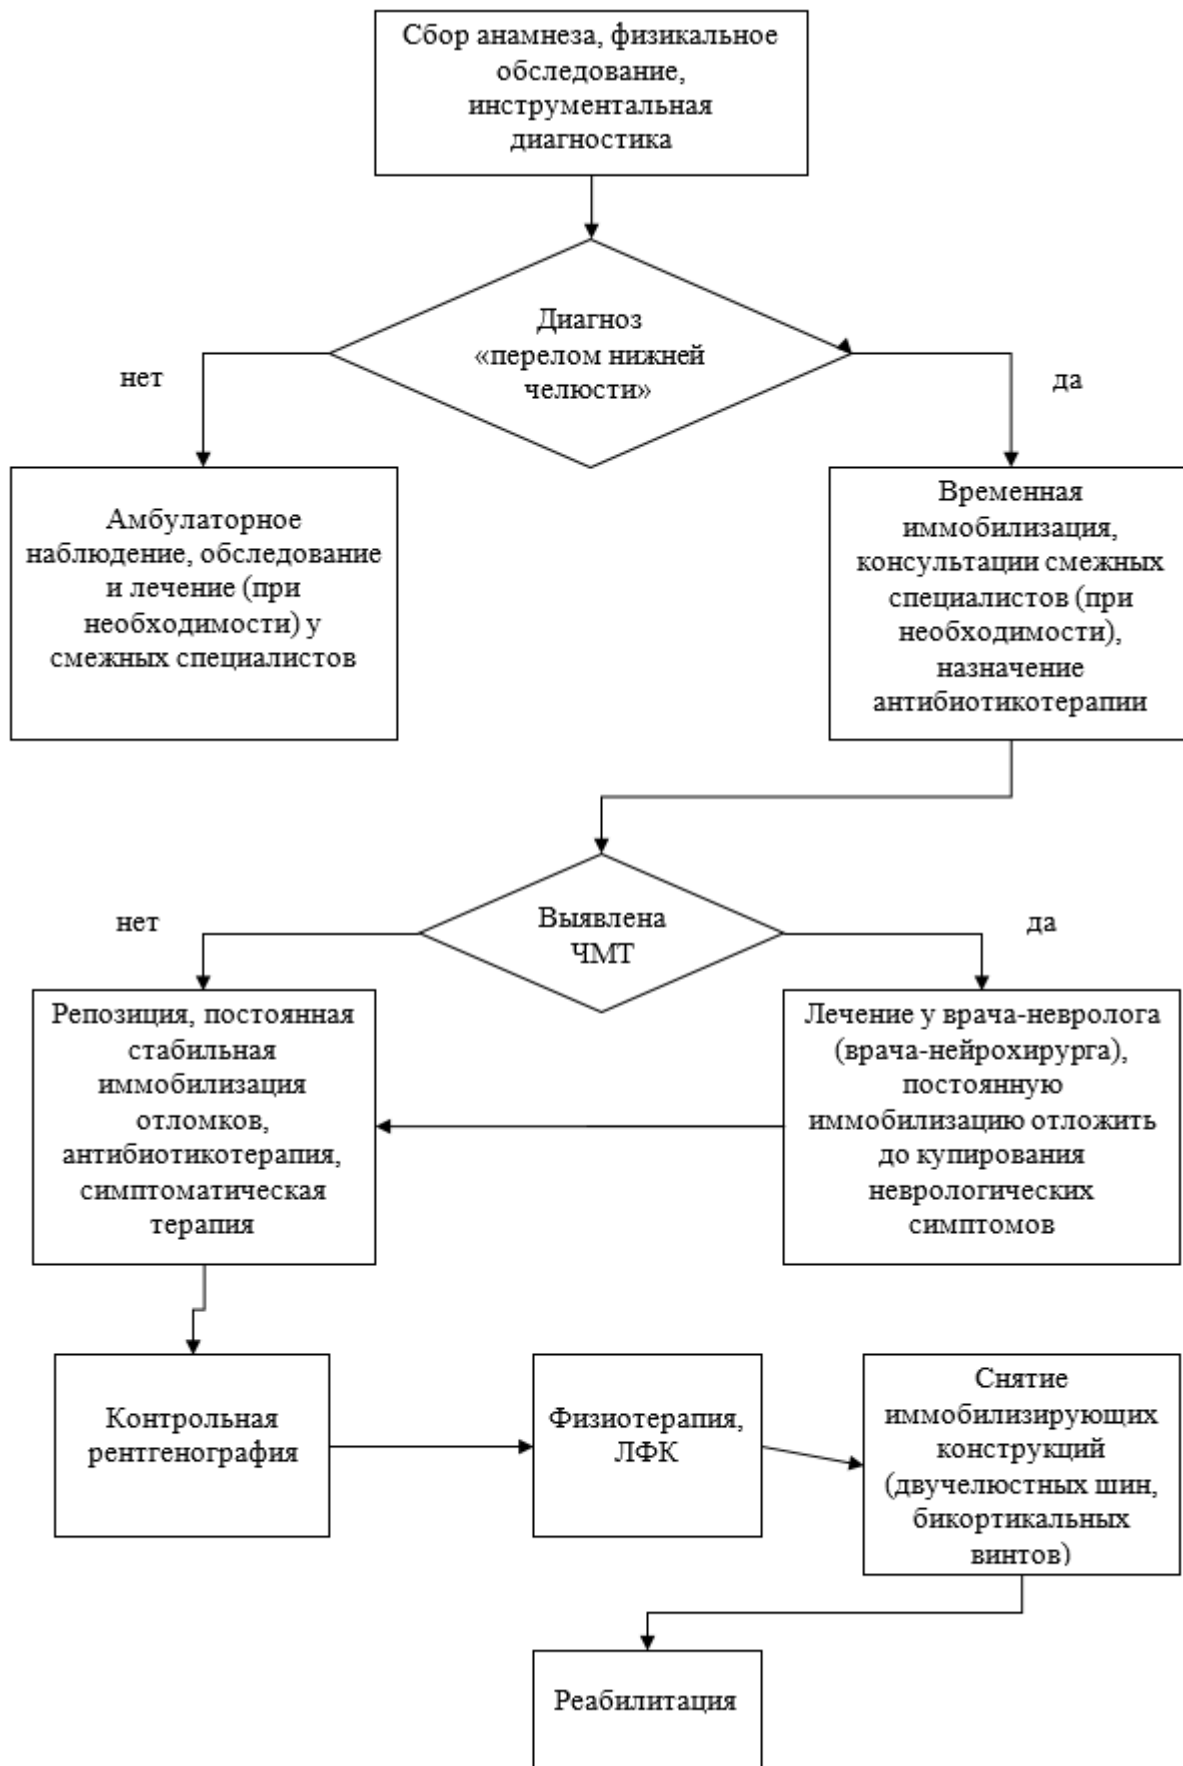 Сбор анамнеза, физикальное
обследование,
инструментальная
диагностика
Диагноз
«перелом нижней
челюсти»
нет
да
Амбулаторное
наблюдение, обследование
и лечение (при
необходимости) у
смежных специалистов
Временная
иммобилизация,
консультации смежных
специалистов (при
необходимости),
назначение
антибиотикотерапии
Выявлена
ЧМТ
нет
да
Репозиция, постоянная
стабильная
иммобилизация
отломков,
антибиотикотерапия,
симптоматическая
терапия
Лечение у врача-невролога
(врача-нейрохирурга),
постоянную
иммобилизацию отложить
до купирования
неврологических
симптомов
Контрольная
рентгенография
Физиотерапия,
ЛФК
Снятие
иммобилизирующих
конструкций
(двучелюстных шин,
бикортикальных
винтов)
Реабилитация